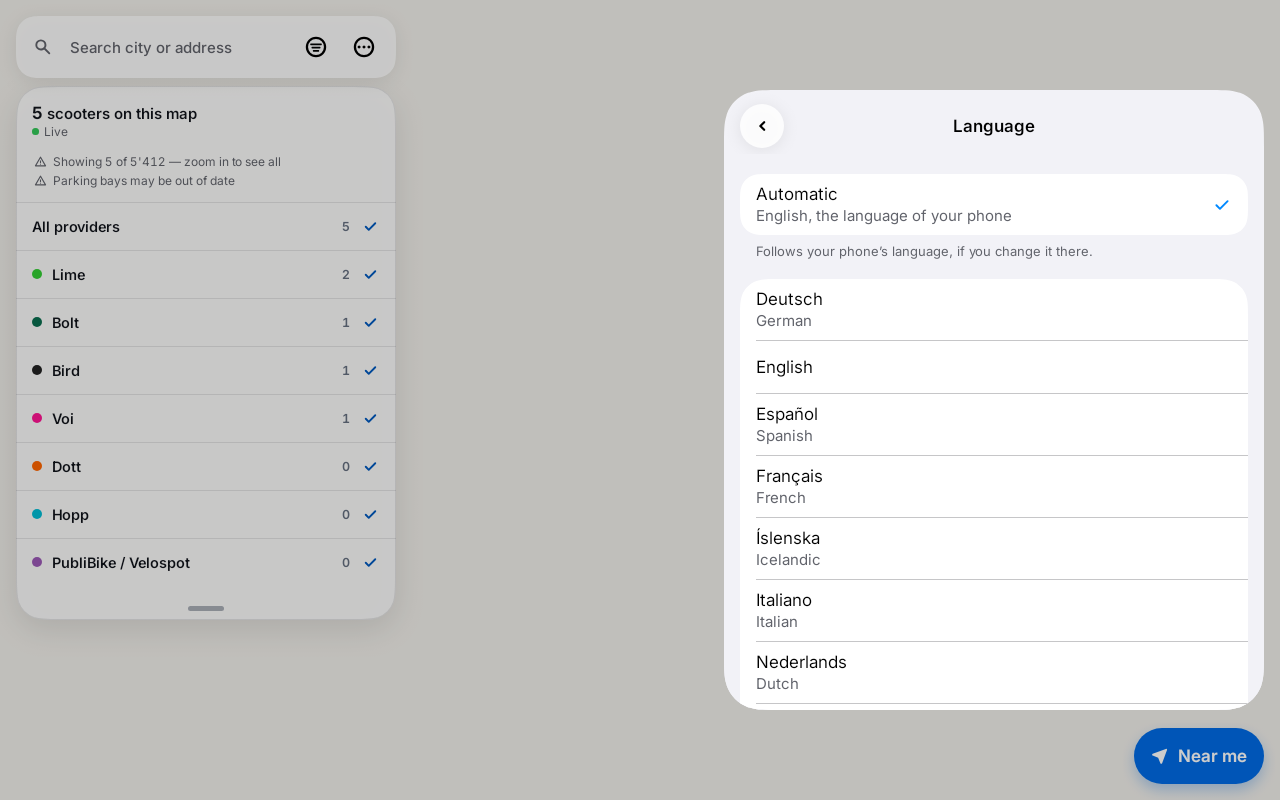 Search city or address
5 scooters on this map
Live
Showing 5 of 5'412 — zoom in to see all
Parking bays may be out of date
All providers 5
Lime 2
Bolt 1
Bird 1
Voi 1
Dott 0
Hopp 0
PubliBike / Velospot 0
Language
Automatic
English, the language of your phone
Follows your phone’s language, if you change it there.
Deutsch
German
English
Español
Spanish
Français
French
Íslenska
Icelandic
Italiano
Italian
Nederlands
Dutch
Near me